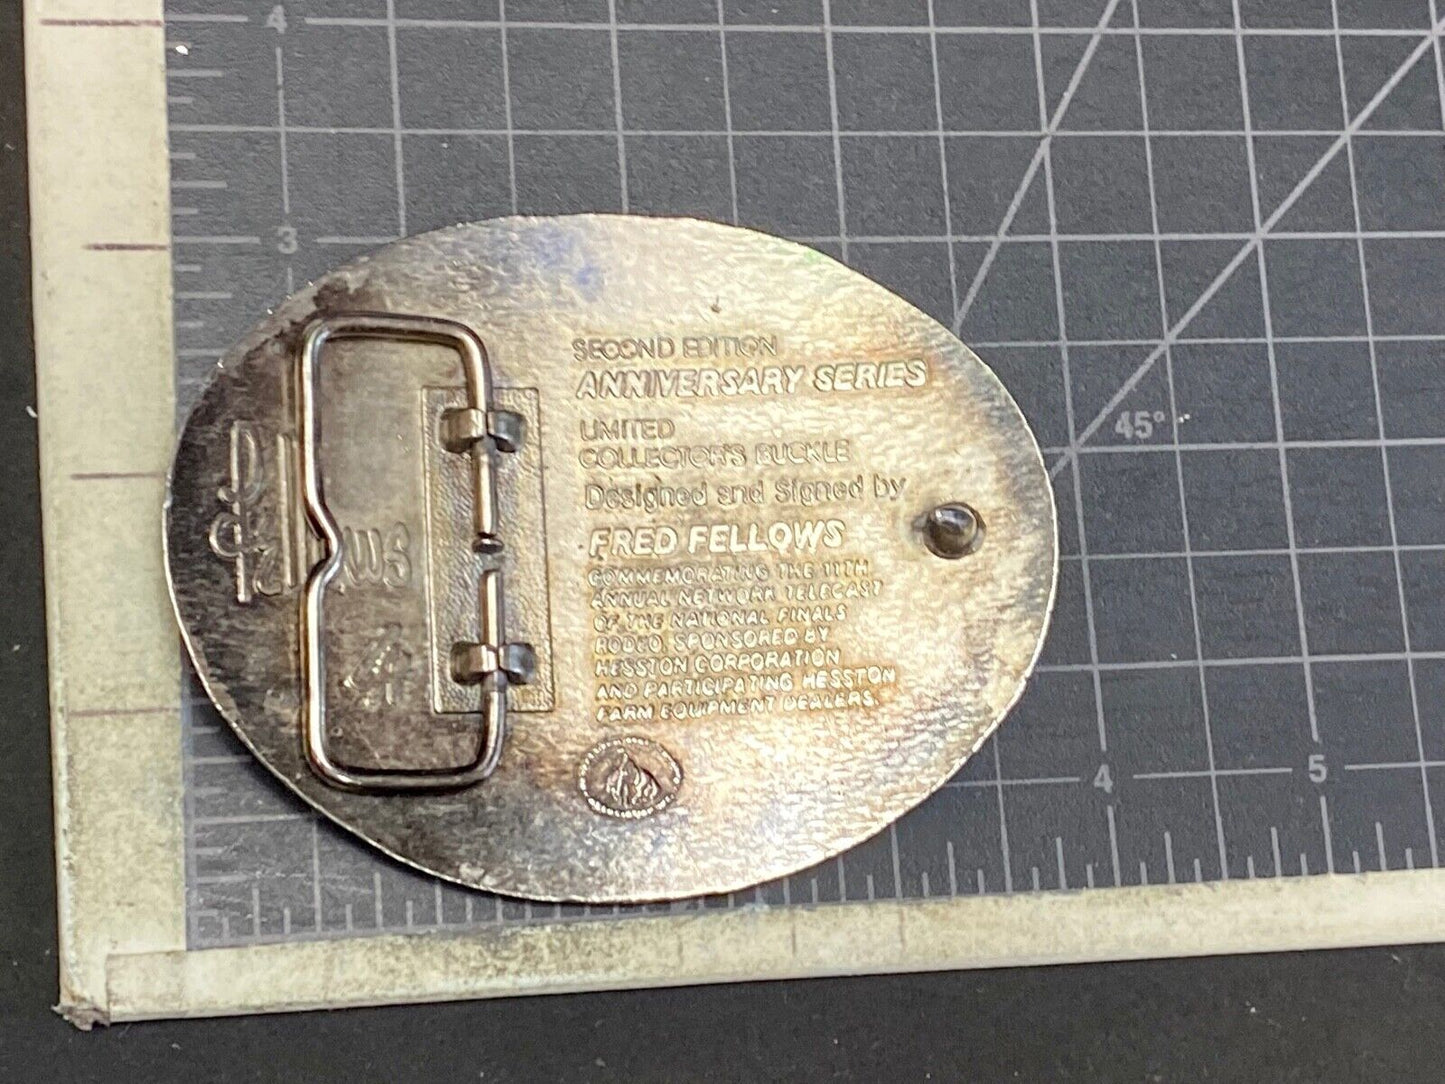 4
3
SECOND EDITION
ANNIVERSARY SERIES
LIMITED
COLLECTOR'S BUCKLE
Designed and Signed by
FRED FELLOWS
COMMEMORATING THE 11TH
ANNUAL NETWORK TELECAST
OF THE NATIONAL FINALS
RODEO, SPONSORED BY
HESSTON CORPORATION
AND PARTICIPATING HESSTON
FARM EQUIPMENT DEALERS.
45°
4
5